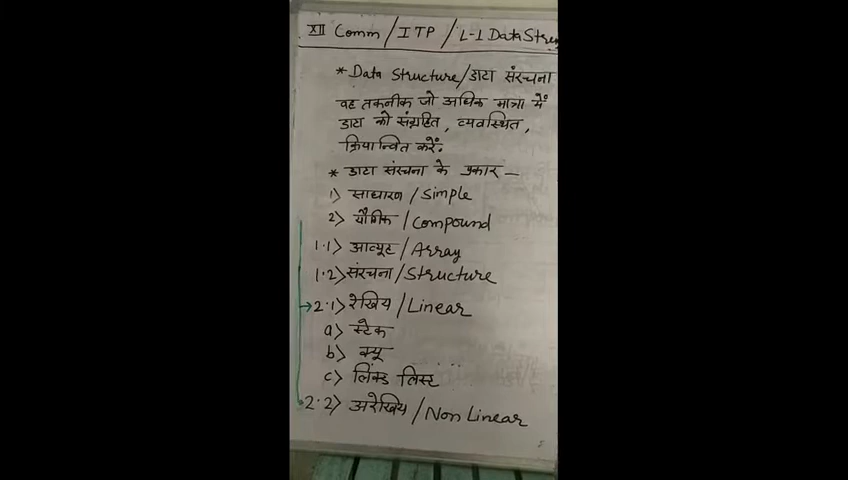 XII Comm / ITP / L-1 Data Stru
* Data Structure/डाटा संरचना
वह तकनीक जो अधिक मात्रा में
डाटा को संग्रहित, व्यवस्थित,
क्रियान्वित करें.
* डाटा संरचना के प्रकार —
1) साधारण / Simple
2) यौगिक / Compound
1.1) आव्यूह / Array
1.2) संरचना / Structure
→ 2.1) रेखिय / Linear
a) स्टेक
b) क्यू
c) लिंक्ड लिस्ट
2.2) अरेखिय / Non Linear